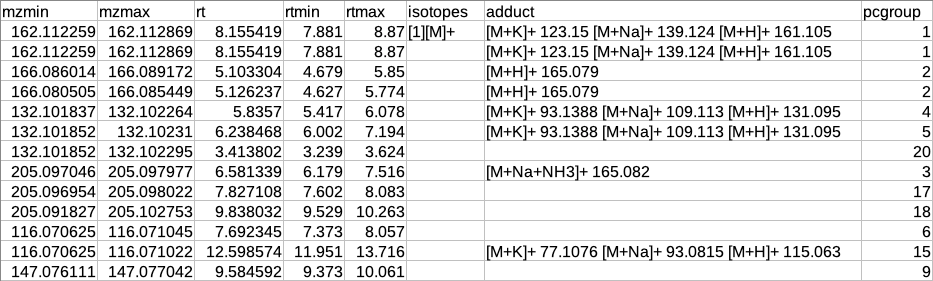 mzmin mzmax rt rtmin rtmax isotopes adduct pcgroup
162.112259 162.112869 8.155419 7.881 8.87 [1][M]+ [M+K]+ 123.15 [M+Na]+ 139.124 [M+H]+ 161.105 1
162.112259 162.112869 8.155419 7.881 8.87 [M+K]+ 123.15 [M+Na]+ 139.124 [M+H]+ 161.105 1
166.086014 166.089172 5.103304 4.679 5.85 [M+H]+ 165.079 2
166.080505 166.085449 5.126237 4.627 5.774 [M+H]+ 165.079 2
132.101837 132.102264 5.8357 5.417 6.078 [M+K]+ 93.1388 [M+Na]+ 109.113 [M+H]+ 131.095 4
132.101852 132.10231 6.238468 6.002 7.194 [M+K]+ 93.1388 [M+Na]+ 109.113 [M+H]+ 131.095 5
132.101852 132.102295 3.413802 3.239 3.624 20
205.097046 205.097977 6.581339 6.179 7.516 [M+Na+NH3]+ 165.082 3
205.096954 205.098022 7.827108 7.602 8.083 17
205.091827 205.102753 9.838032 9.529 10.263 18
116.070625 116.071045 7.692345 7.373 8.057 6
116.070625 116.071022 12.598574 11.951 13.716 [M+K]+ 77.1076 [M+Na]+ 93.0815 [M+H]+ 115.063 15
147.076111 147.077042 9.584592 9.373 10.061 9